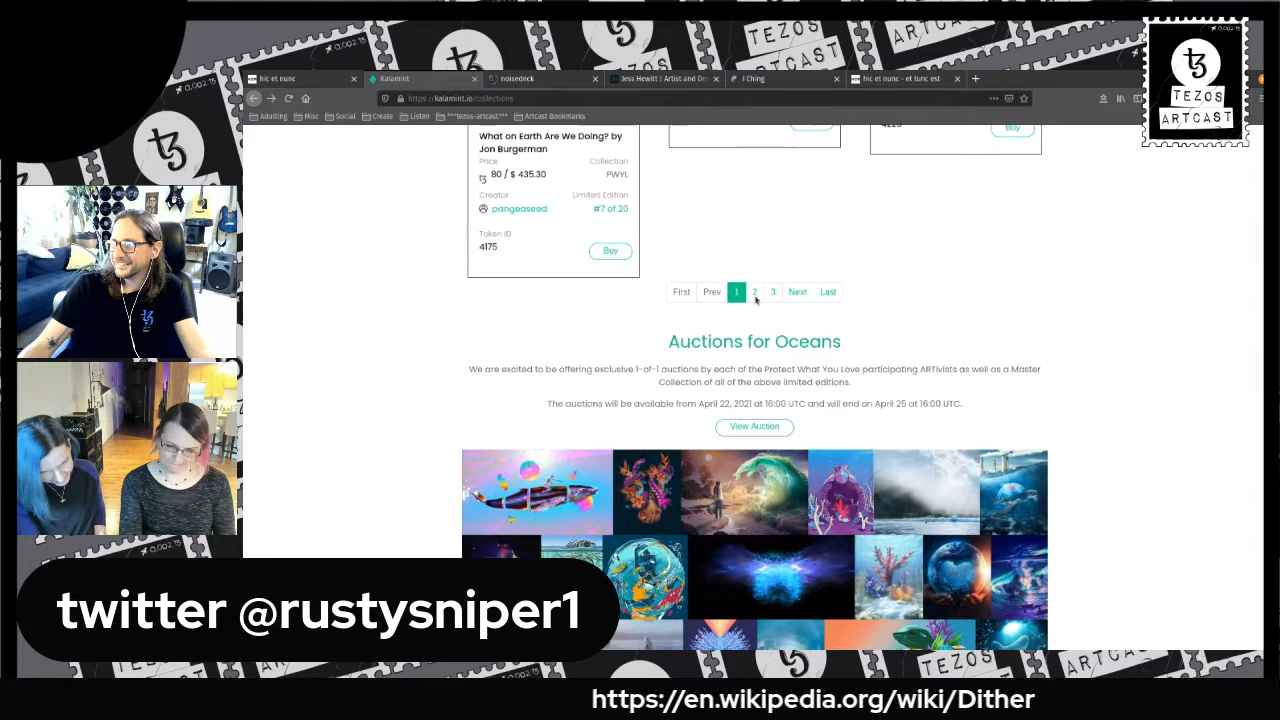 TEZOS
ARTCAST
ARTCAST
TEZOS
ARTCAST
hic et nunc
Kalamint
noisedeck
Jess Hewitt | Artist and De
I Ching
hic et nunc - et tunc est
https://kalamint.io/collections
Adulting
Misc
Social
Create
Listen
***tezos-artcast***
Artcast Bookmarks
What on Earth Are We Doing? by
Jon Burgerman
Price
Collection
80 / $ 435.30
PWYL
Creator
Limited Edition
pangeaseed
#7 of 20
Token ID
4175
Buy
Buy
First
Prev
1
2
3
Next
Last
Auctions for Oceans
We are excited to be offering exclusive 1-of-1 auctions by each of the Protect What You Love participating ARTivists as well as a Master
Collection of all of the above limited editions.
The auctions will be available from April 22, 2021 at 16:00 UTC and will end on April 25 at 16:00 UTC.
View Auction
twitter @rustysniper1
TEZOS
ARTCAST
https://en.wikipedia.org/wiki/Dither